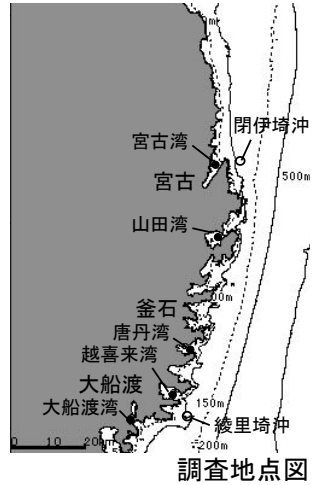 m
閉伊埼沖
宮古湾
宮古
500m
山田湾
00m
釜石
唐丹湾
越喜来湾
大船渡
大船渡湾
150m
綾里埼沖
0 10 20
200m
調査地点図